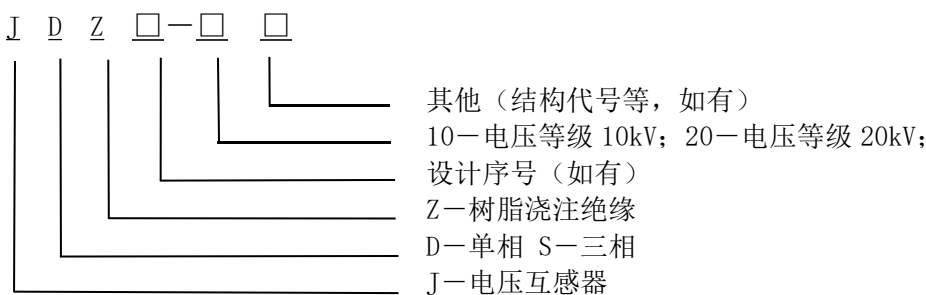 J D Z □－□ □
其他（结构代号等，如有）
10－电压等级 10kV；20－电压等级 20kV；
设计序号（如有）
Z－树脂浇注绝缘
D－单相 S－三相
J－电压互感器